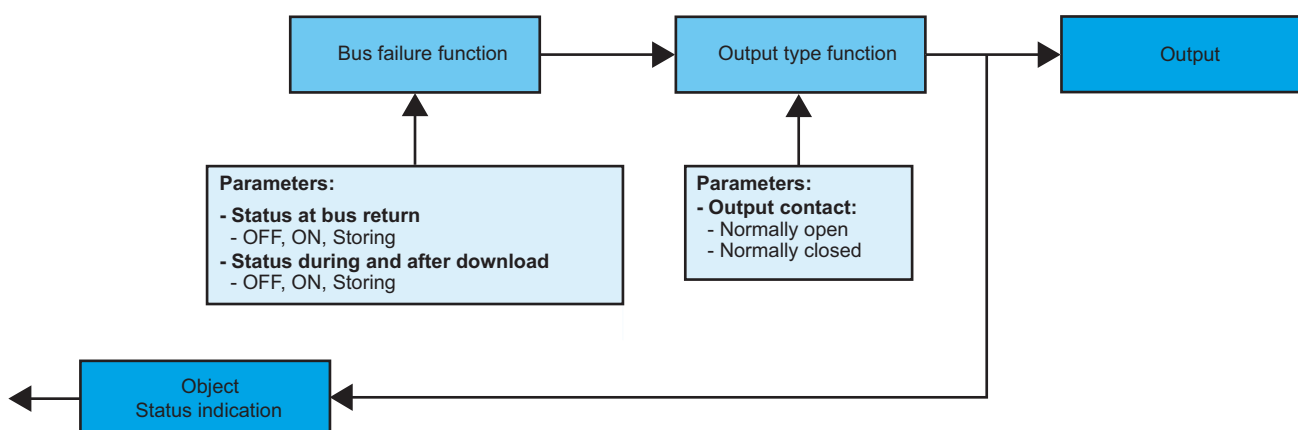 Bus failure function
Output type function
Output
Parameters:
- Status at bus return
- OFF, ON, Storing
- Status during and after download
- OFF, ON, Storing
Parameters:
- Output contact:
- Normally open
- Normally closed
Object
Status indication